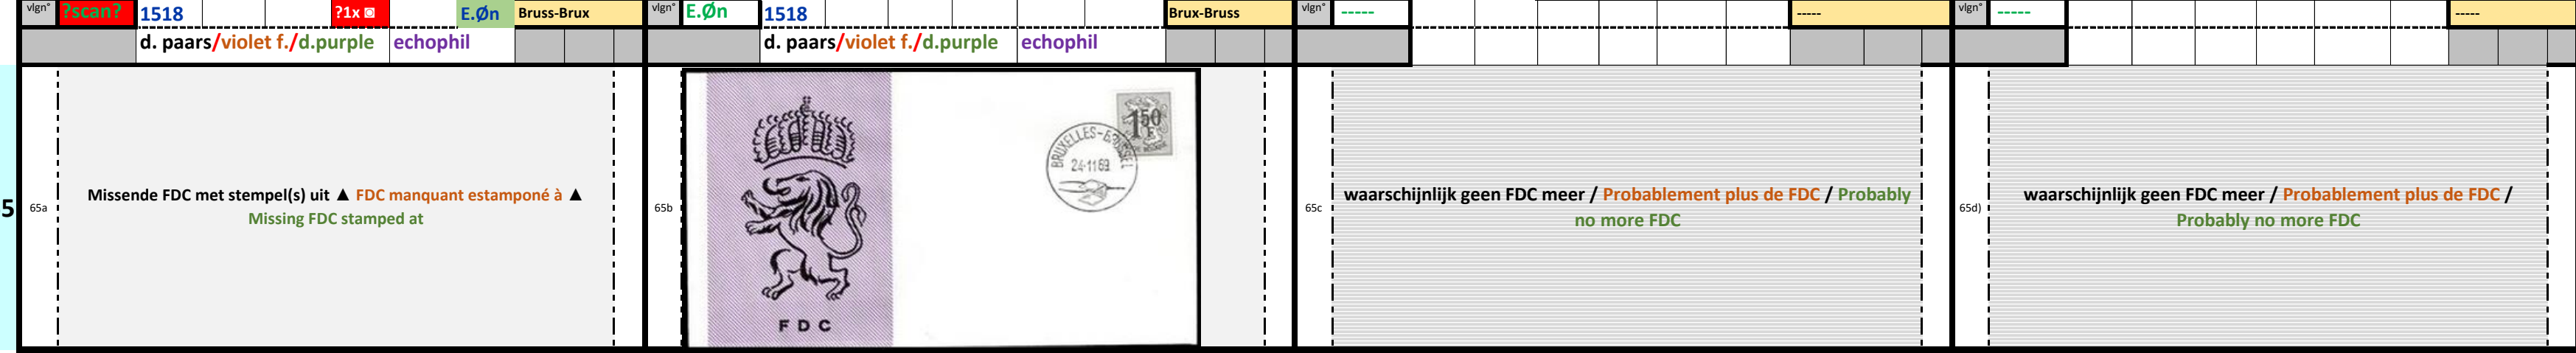 vlgn° ?scan? 1518 ?1x ◙ E.Øn Bruss-Brux vlgn° E.Øn 1518 Brux-Bruss vlgn° ----- ----- vlgn° ----- -----
d. paars/violet f./d.purple echophil d. paars/violet f./d.purple echophil
5
65a
Missende FDC met stempel(s) uit ▲ FDC manquant estamponé à ▲
Missing FDC stamped at
65b
1F50
BRUXELLES-BRUSSEL
24-11 69
F D C
65c
waarschijnlijk geen FDC meer / Probablement plus de FDC / Probably
no more FDC
65d)
waarschijnlijk geen FDC meer / Probablement plus de FDC /
Probably no more FDC